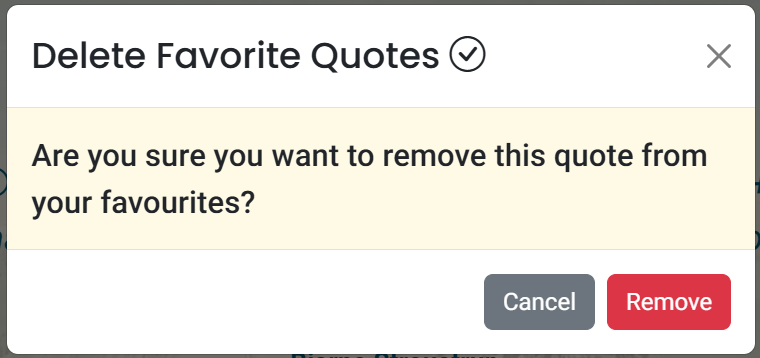 Delete Favorite Quotes
Are you sure you want to remove this quote from
your favourites?
Cancel Remove